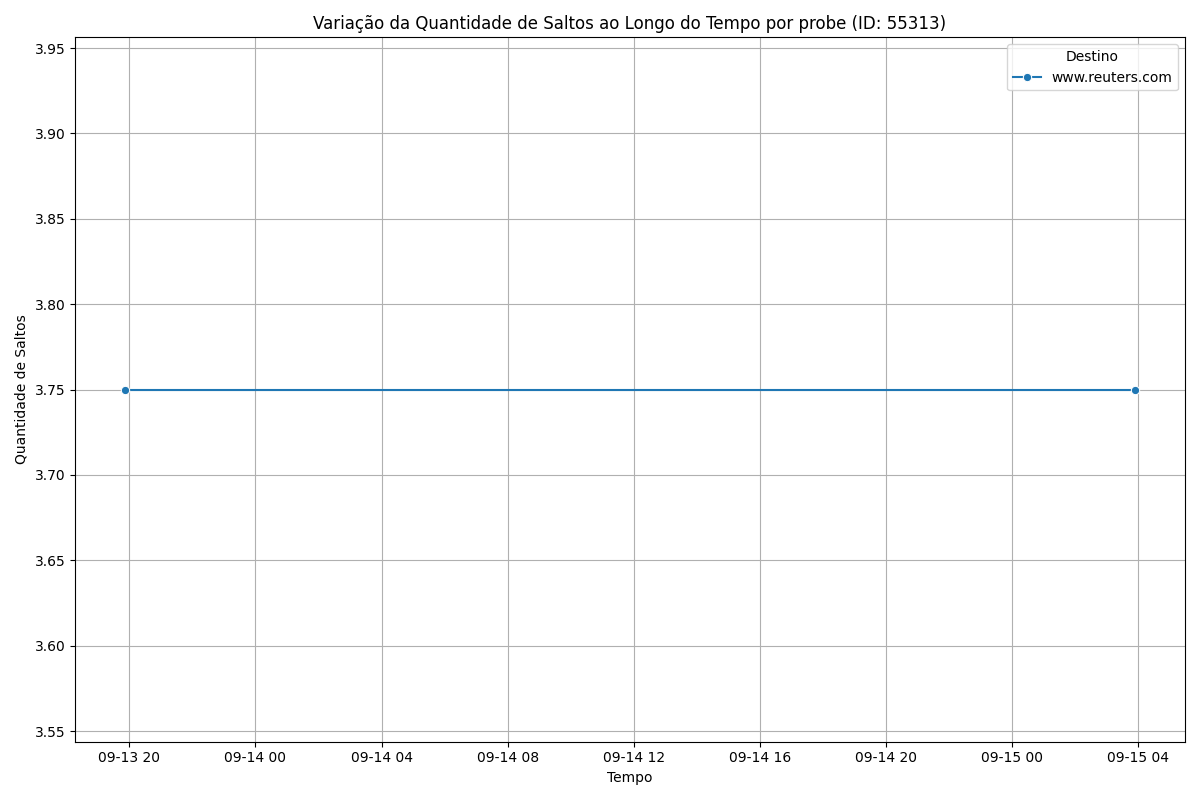 Variação da Quantidade de Saltos ao Longo do Tempo por probe (ID: 55313)
Destino
www.reuters.com
3.95
3.90
3.85
3.80
3.75
3.70
3.65
3.60
3.55
Quantidade de Saltos
09-13 20 09-14 00 09-14 04 09-14 08 09-14 12 09-14 16 09-14 20 09-15 00 09-15 04
Tempo